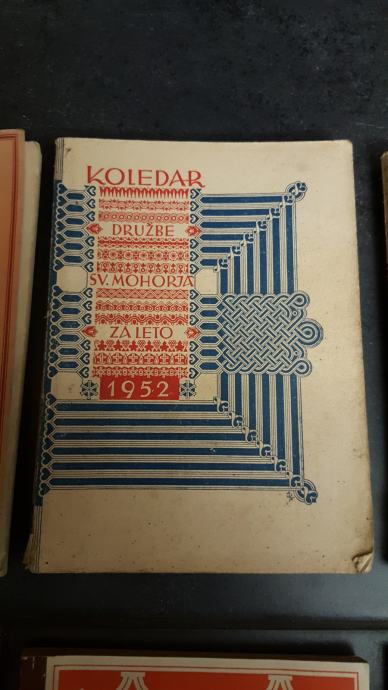 KOLEDAR
DRUŽBE
SV. MOHORJA
ZA LETO
1952